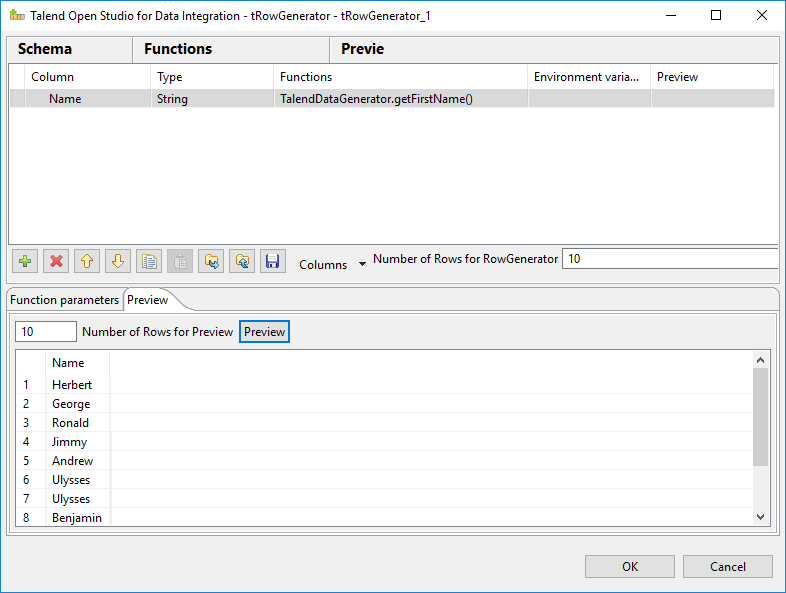 Talend Open Studio for Data Integration - tRowGenerator - tRowGenerator_1
Schema Functions Previe
Column Type Functions Environment varia... Preview
Name String TalendDataGenerator.getFirstName()
Columns Number of Rows for RowGenerator 10
Function parameters Preview
10 Number of Rows for Preview Preview
Name
1 Herbert
2 George
3 Ronald
4 Jimmy
5 Andrew
6 Ulysses
7 Ulysses
8 Benjamin
OK Cancel